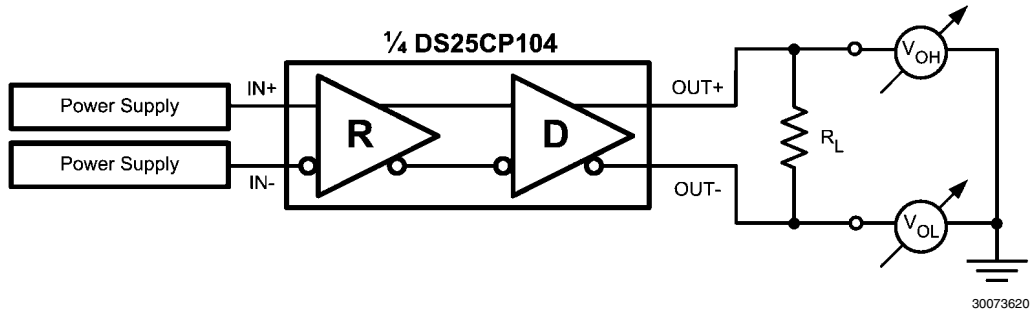 ¼ DS25CP104
Power Supply
IN+
R
D
OUT+
V_OH
R_L
Power Supply
IN-
OUT-
V_OL
30073620